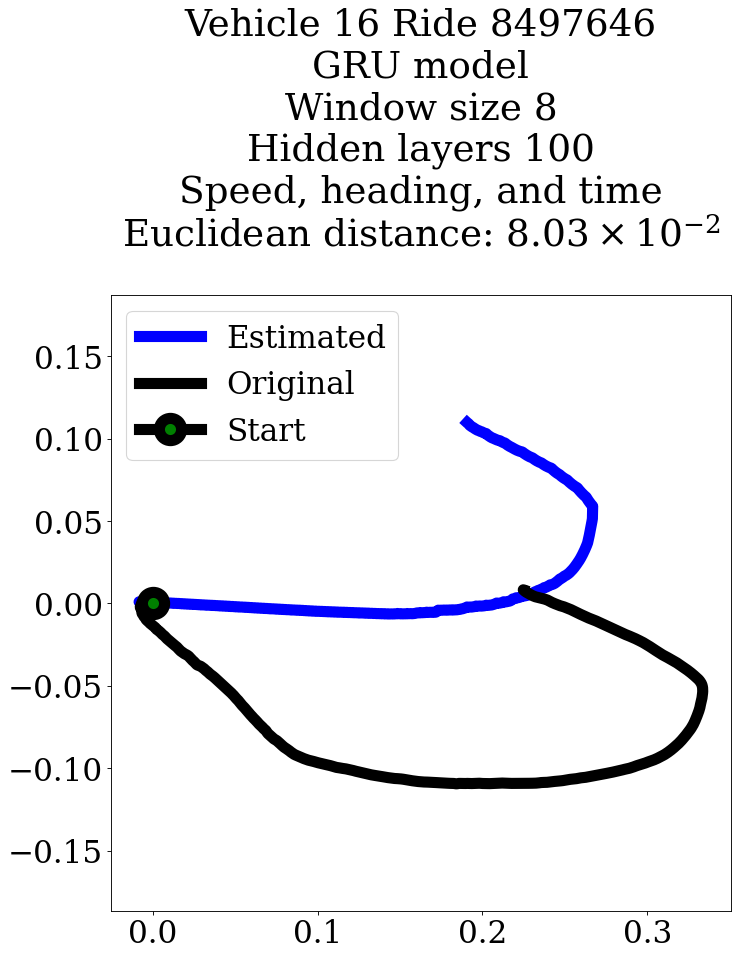 Vehicle 16 Ride 8497646
GRU model
Window size 8
Hidden layers 100
Speed, heading, and time
Euclidean distance: 8.03 × 10⁻²
Estimated
Original
Start
0.15
0.10
0.05
0.00
−0.05
−0.10
−0.15
0.0 0.1 0.2 0.3